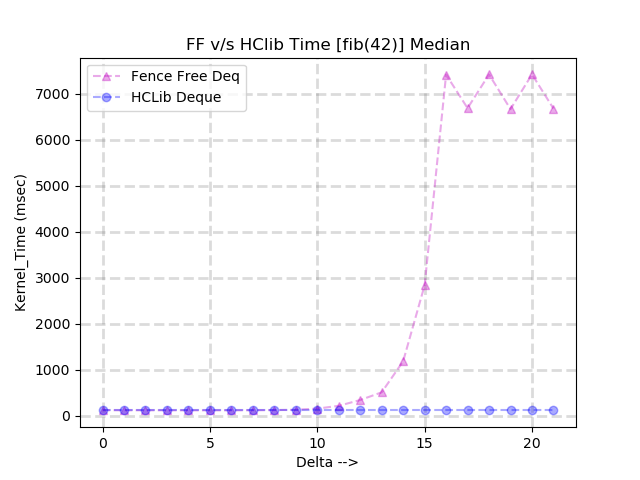 FF v/s HClib Time [fib(42)] Median
Fence Free Deq
HCLib Deque
Kernel_Time (msec)
7000
6000
5000
4000
3000
2000
1000
0
0 5 10 15 20
Delta -->